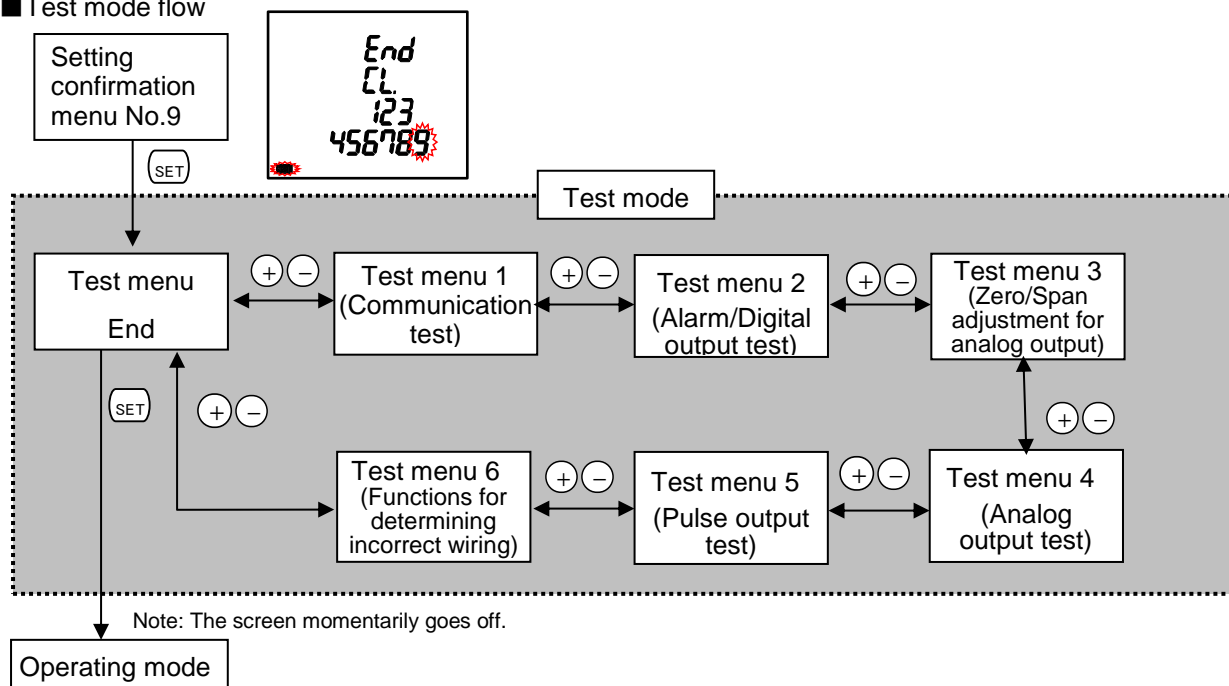 ■ Test mode flow
Setting
confirmation
menu No.9
End
CL.
123
456789
SET
Test mode
Test menu
End
+ −
Test menu 1
(Communication
test)
+ −
Test menu 2
(Alarm/Digital
output test)
+ −
Test menu 3
(Zero/Span
adjustment for
analog output)
SET
+ −
+ −
Test menu 6
(Functions for
determining
incorrect wiring)
+ −
Test menu 5
(Pulse output
test)
+ −
Test menu 4
(Analog
output test)
Note: The screen momentarily goes off.
Operating mode